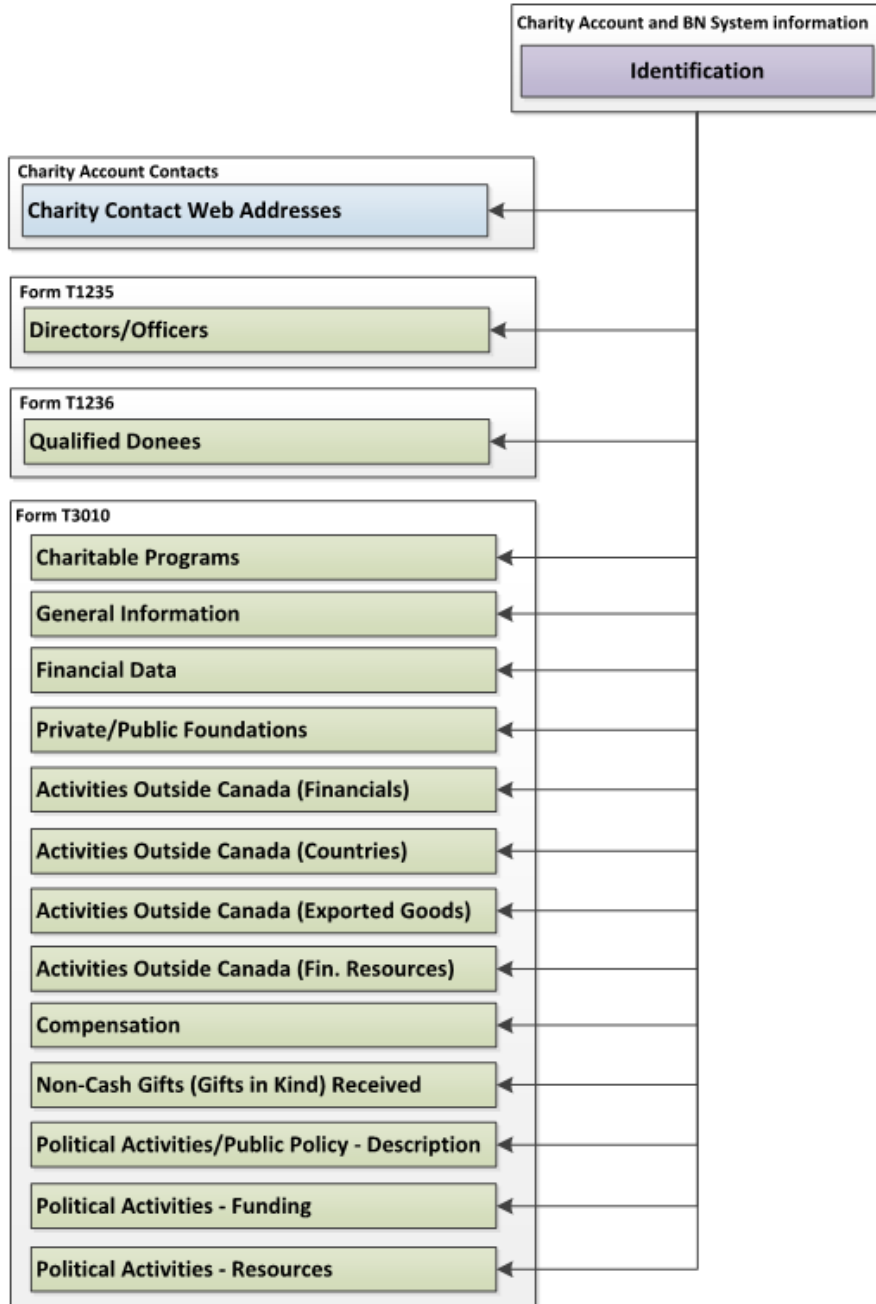 Charity Account and BN System information
Identification
Charity Account Contacts
Charity Contact Web Addresses
Form T1235
Directors/Officers
Form T1236
Qualified Donees
Form T3010
Charitable Programs
General Information
Financial Data
Private/Public Foundations
Activities Outside Canada (Financials)
Activities Outside Canada (Countries)
Activities Outside Canada (Exported Goods)
Activities Outside Canada (Fin. Resources)
Compensation
Non-Cash Gifts (Gifts in Kind) Received
Political Activities/Public Policy - Description
Political Activities - Funding
Political Activities - Resources